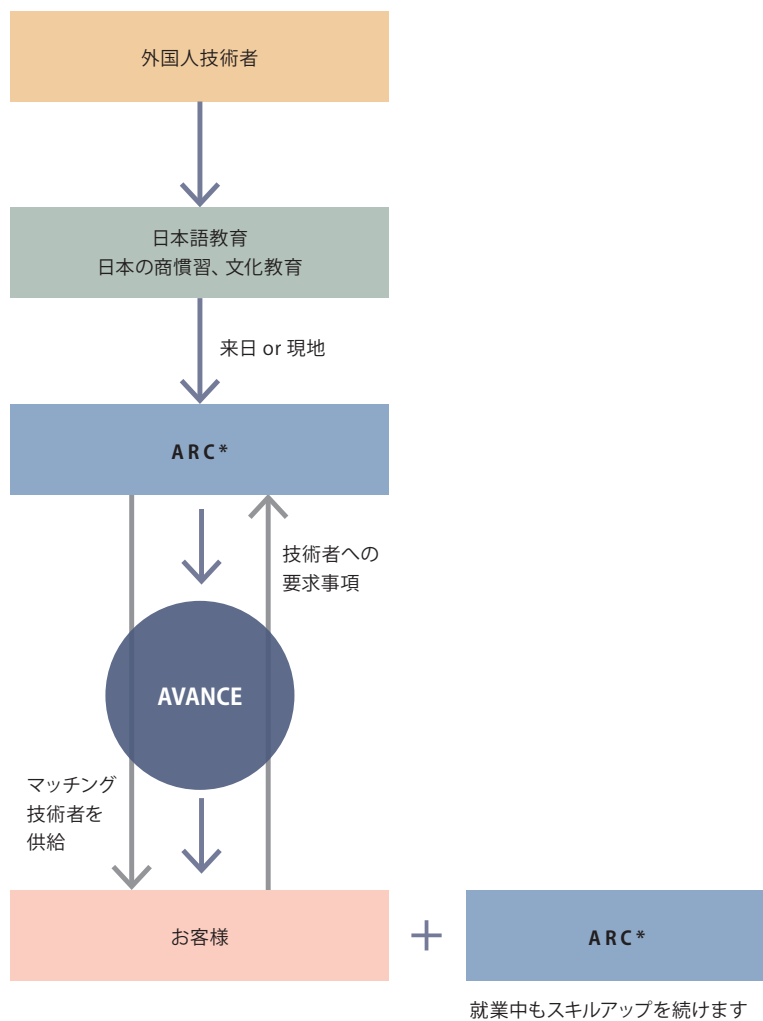 外国人技術者
日本語教育
日本の商慣習、文化教育
来日 or 現地
ARC*
技術者への
要求事項
AVANCE
マッチング
技術者を
供給
お客様
ARC*
就業中もスキルアップを続けます